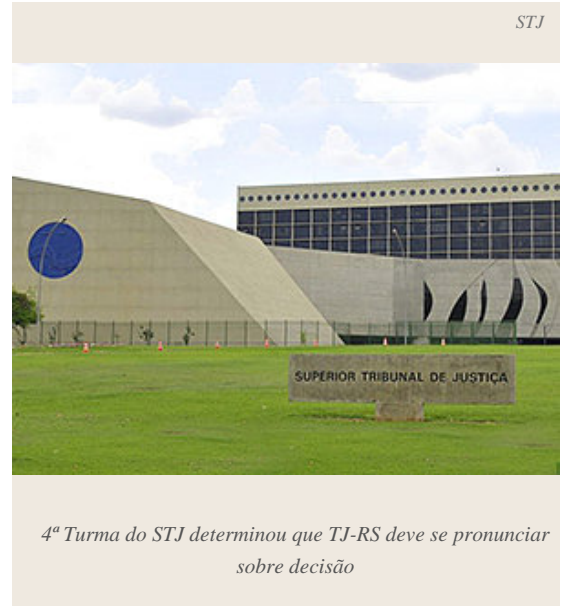 STJ
SUPERIOR TRIBUNAL DE JUSTIÇA
4ª Turma do STJ determinou que TJ-RS deve se pronunciar
sobre decisão